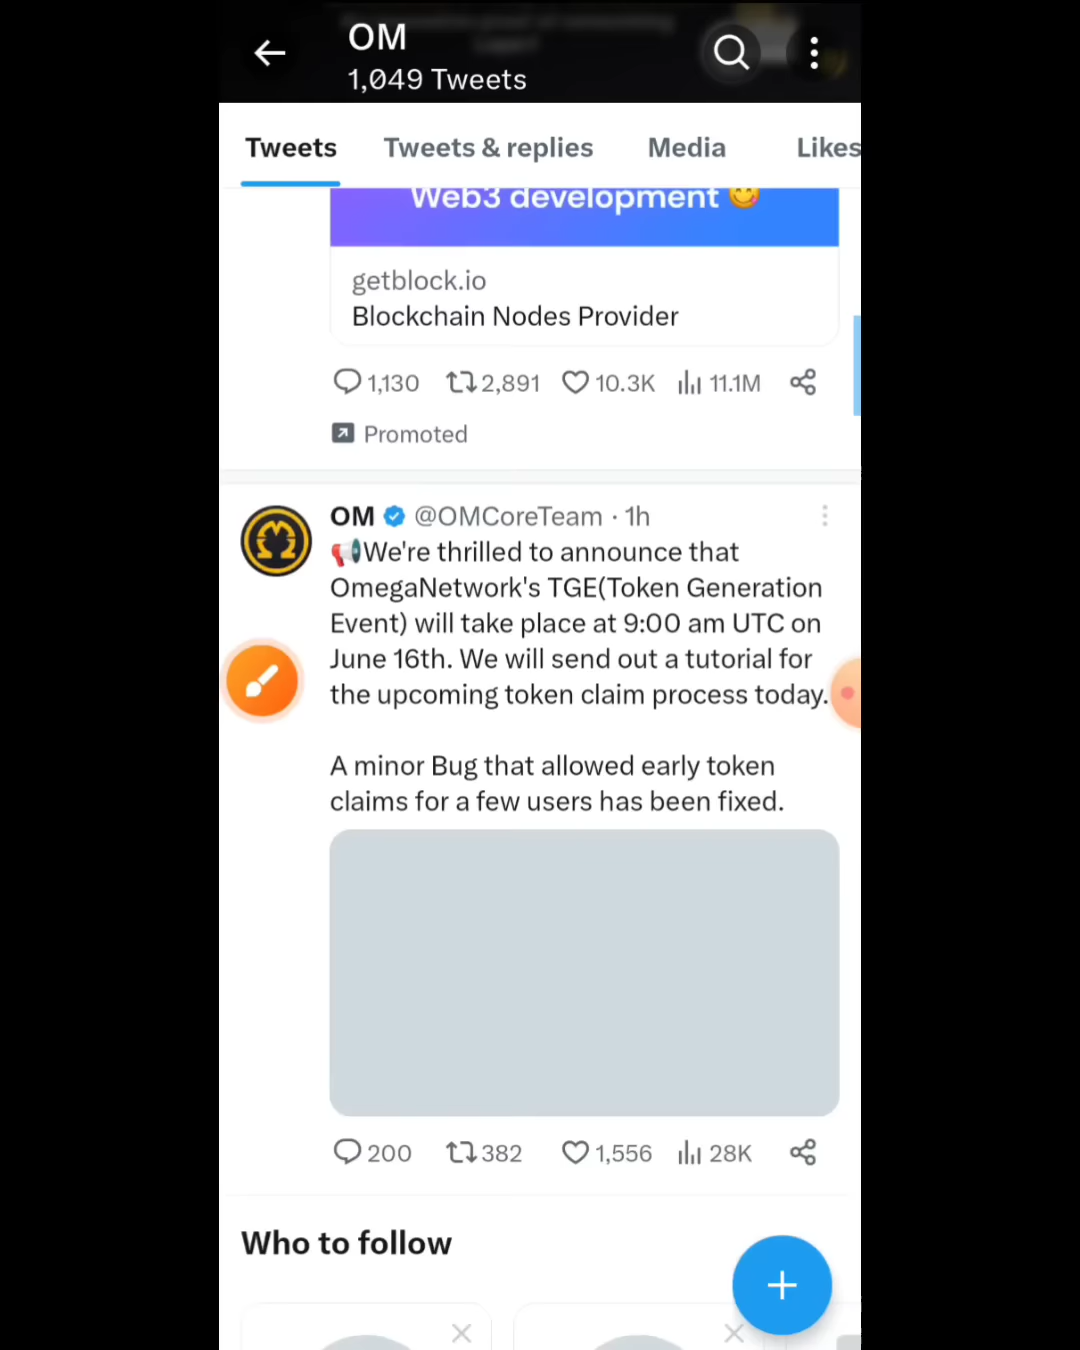 OM
1,049 Tweets
Tweets Tweets & replies Media Likes
Web3 development 😋
getblock.io
Blockchain Nodes Provider
1,130 2,891 10.3K 11.1M
Promoted
OM @OMCoreTeam · 1h
📢We're thrilled to announce that
OmegaNetwork's TGE(Token Generation
Event) will take place at 9:00 am UTC on
June 16th. We will send out a tutorial for
the upcoming token claim process today.
A minor Bug that allowed early token
claims for a few users has been fixed.
200 382 1,556 28K
Who to follow